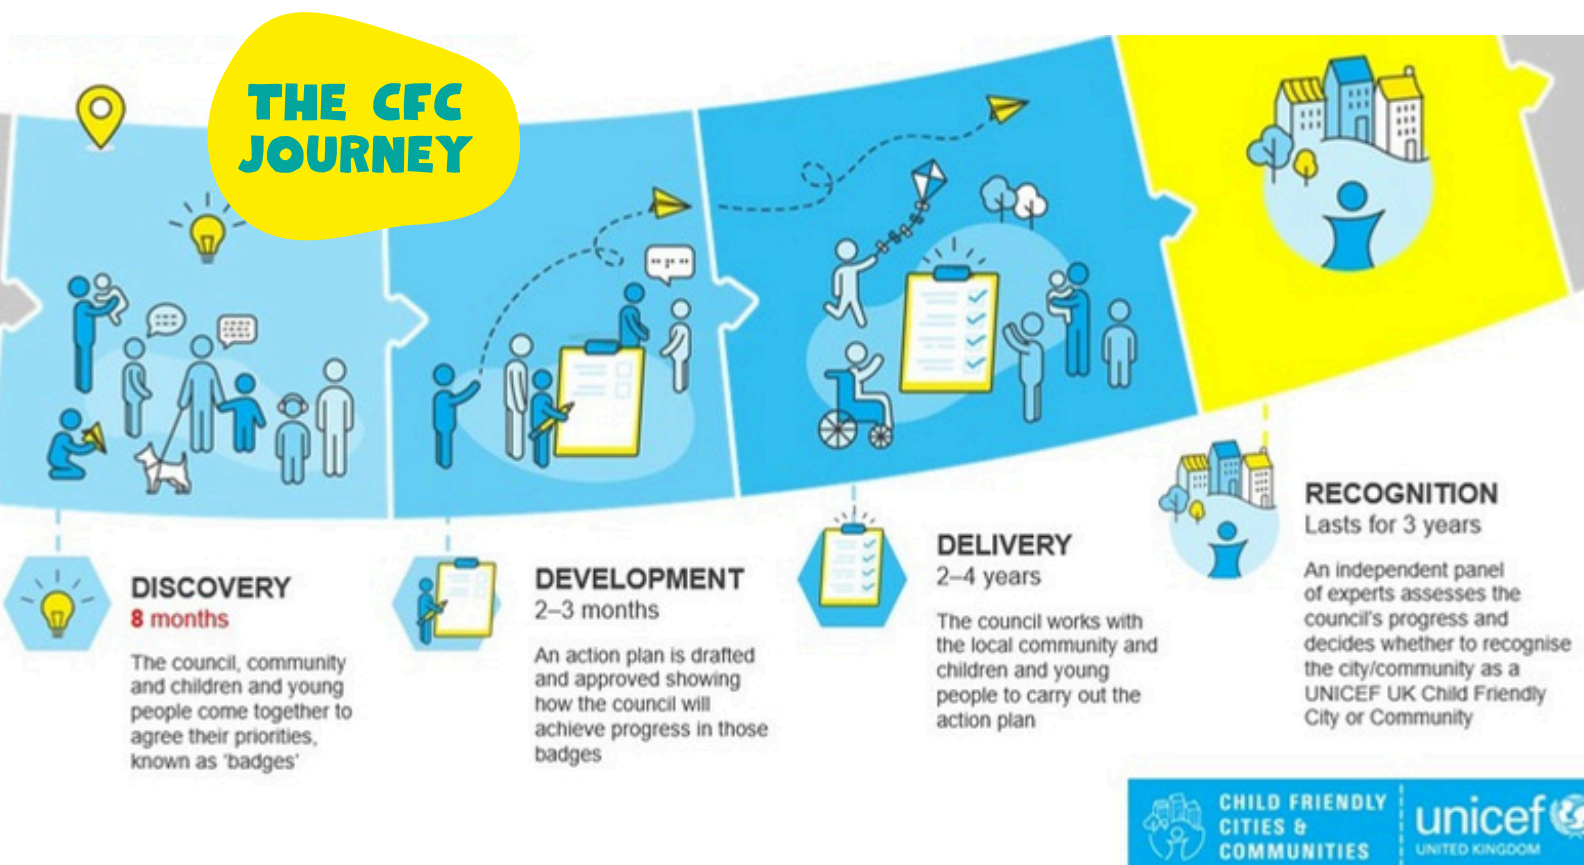 THE CFC
JOURNEY
DISCOVERY
8 months
The council, community
and children and young
people come together to
agree their priorities,
known as 'badges'
DEVELOPMENT
2–3 months
An action plan is drafted
and approved showing
how the council will
achieve progress in those
badges
DELIVERY
2–4 years
The council works with
the local community and
children and young
people to carry out the
action plan
RECOGNITION
Lasts for 3 years
An independent panel
of experts assesses the
council's progress and
decides whether to recognise
the city/community as a
UNICEF UK Child Friendly
City or Community
CHILD FRIENDLY
CITIES &
COMMUNITIES
unicef
UNITED KINGDOM